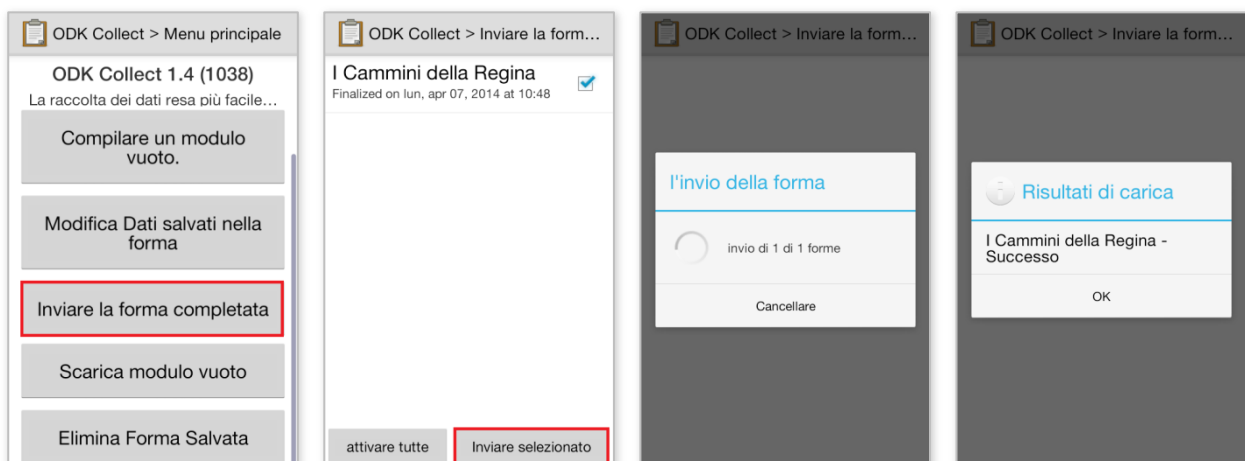 ODK Collect > Menu principale
ODK Collect 1.4 (1038)
La raccolta dei dati resa più facile...
Compilare un modulo
vuoto.
Modifica Dati salvati nella
forma
Inviare la forma completata
Scarica modulo vuoto
Elimina Forma Salvata
ODK Collect > Inviare la form...
I Cammini della Regina
Finalized on lun, apr 07, 2014 at 10:48
attivare tutte
Inviare selezionato
ODK Collect > Inviare la form...
l'invio della forma
invio di 1 di 1 forme
Cancellare
ODK Collect > Inviare la form...
Risultati di carica
I Cammini della Regina -
Successo
OK